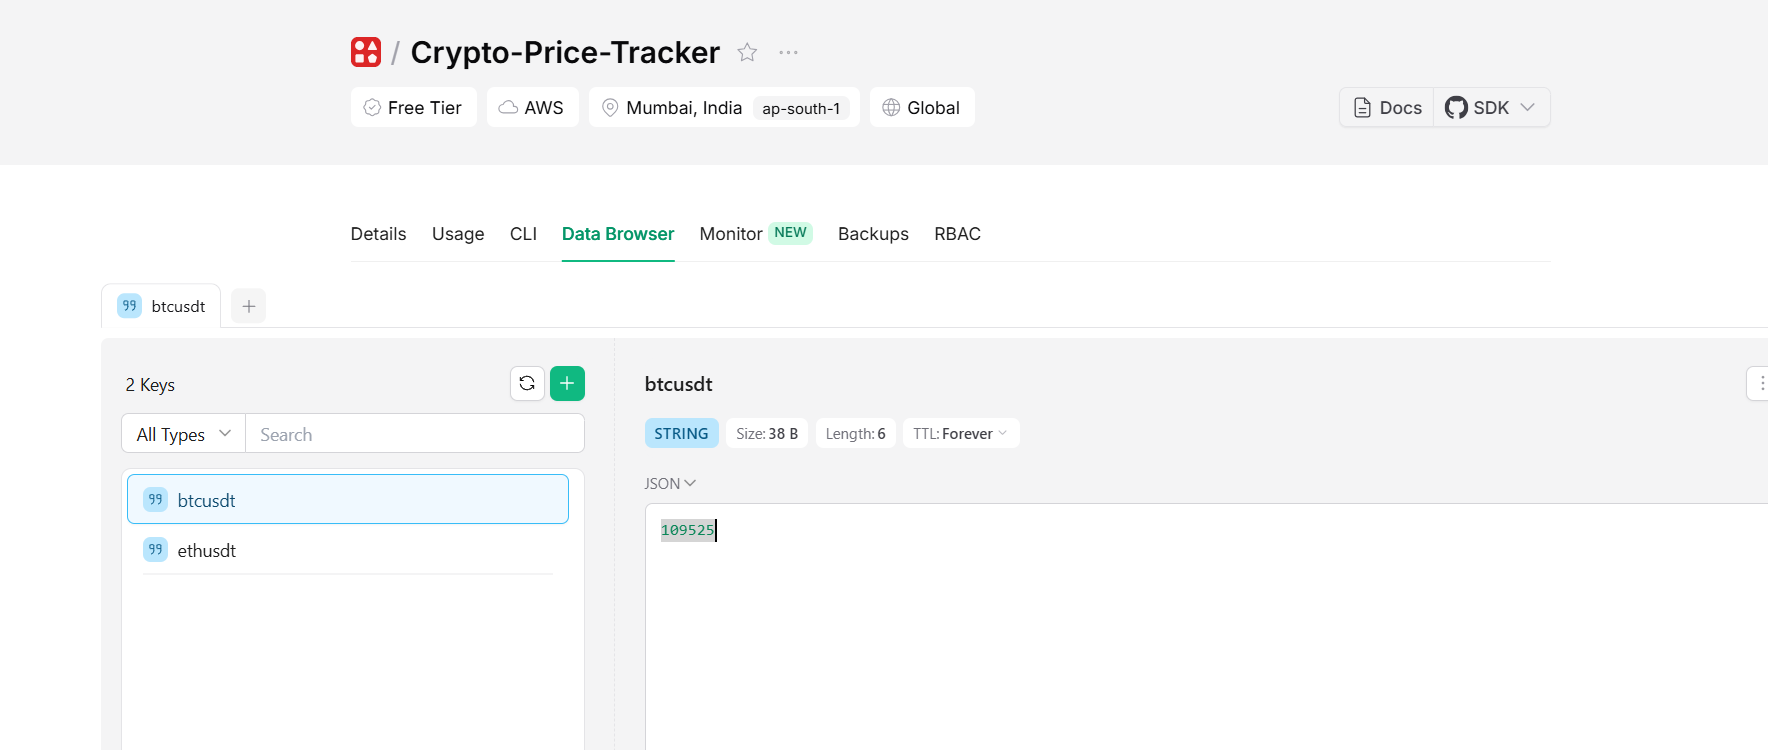 / Crypto-Price-Tracker
Free Tier AWS Mumbai, India ap-south-1 Global Docs SDK
Details Usage CLI Data Browser Monitor NEW Backups RBAC
btcusdt
2 Keys
All Types Search
btcusdt
ethusdt
btcusdt
STRING Size: 38 B Length: 6 TTL: Forever
JSON
109525